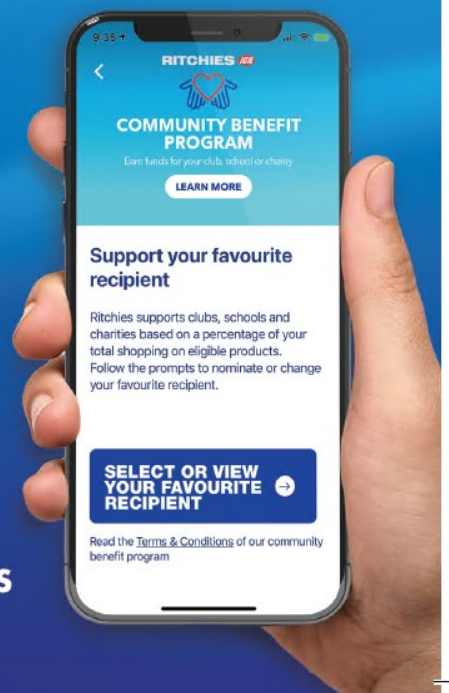 9:35
RITCHIES IGA
COMMUNITY BENEFIT
PROGRAM
Earn funds for your club, school or charity
LEARN MORE
Support your favourite
recipient
Ritchies supports clubs, schools and
charities based on a percentage of your
total shopping on eligible products.
Follow the prompts to nominate or change
your favourite recipient.
SELECT OR VIEW
YOUR FAVOURITE
RECIPIENT
Read the Terms & Conditions of our community
benefit program
S